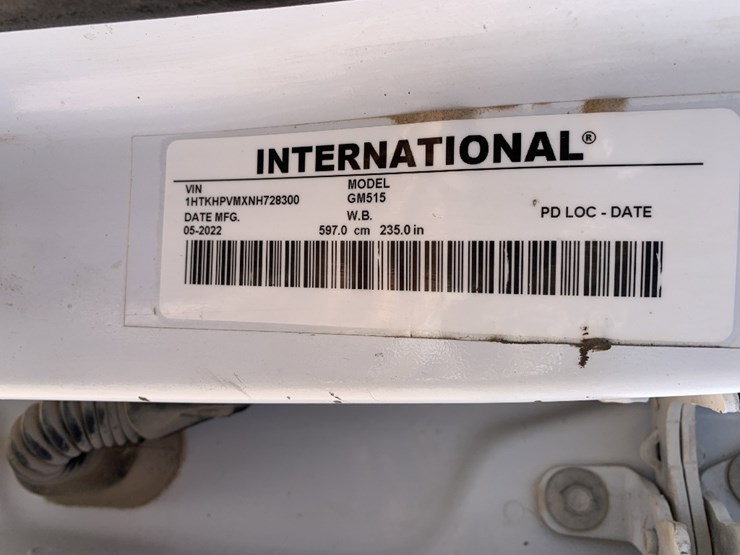 INTERNATIONAL®
VIN MODEL
1HTKHPVMXNH728300 GM515
DATE MFG. W.B. PD LOC - DATE
05-2022 597.0 cm 235.0 in